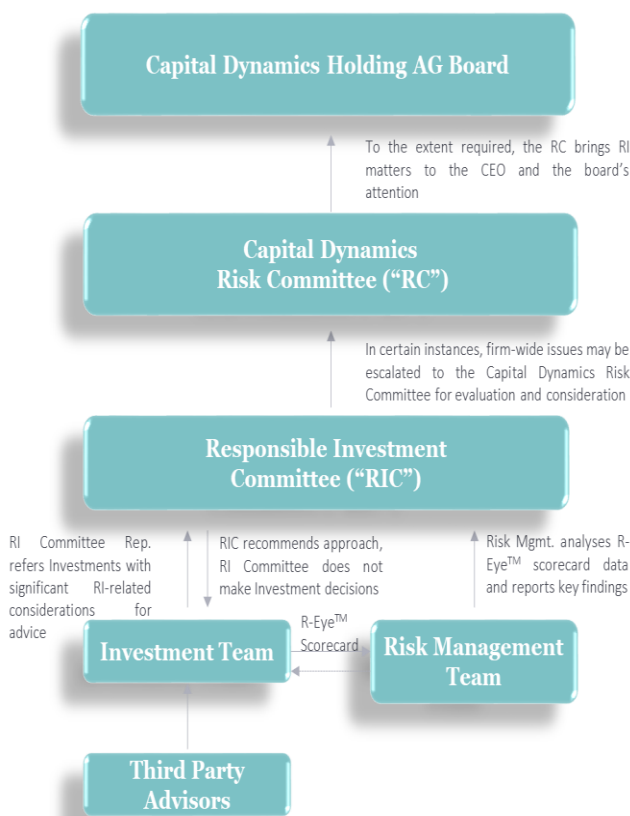 Capital Dynamics Holding AG Board
To the extent required, the RC brings RI
matters to the CEO and the board's
attention
Capital Dynamics
Risk Committee (“RC”)
In certain instances, firm-wide issues may be
escalated to the Capital Dynamics Risk
Committee for evaluation and consideration
Responsible Investment
Committee (“RIC”)
RI Committee Rep.
refers Investments with
significant RI-related
considerations for
advice
RIC recommends approach,
RI Committee does not
make Investment decisions
Risk Mgmt. analyses R-
Eye™ scorecard data
and reports key findings
R-Eye™
Scorecard
Investment Team
Risk Management
Team
Third Party
Advisors